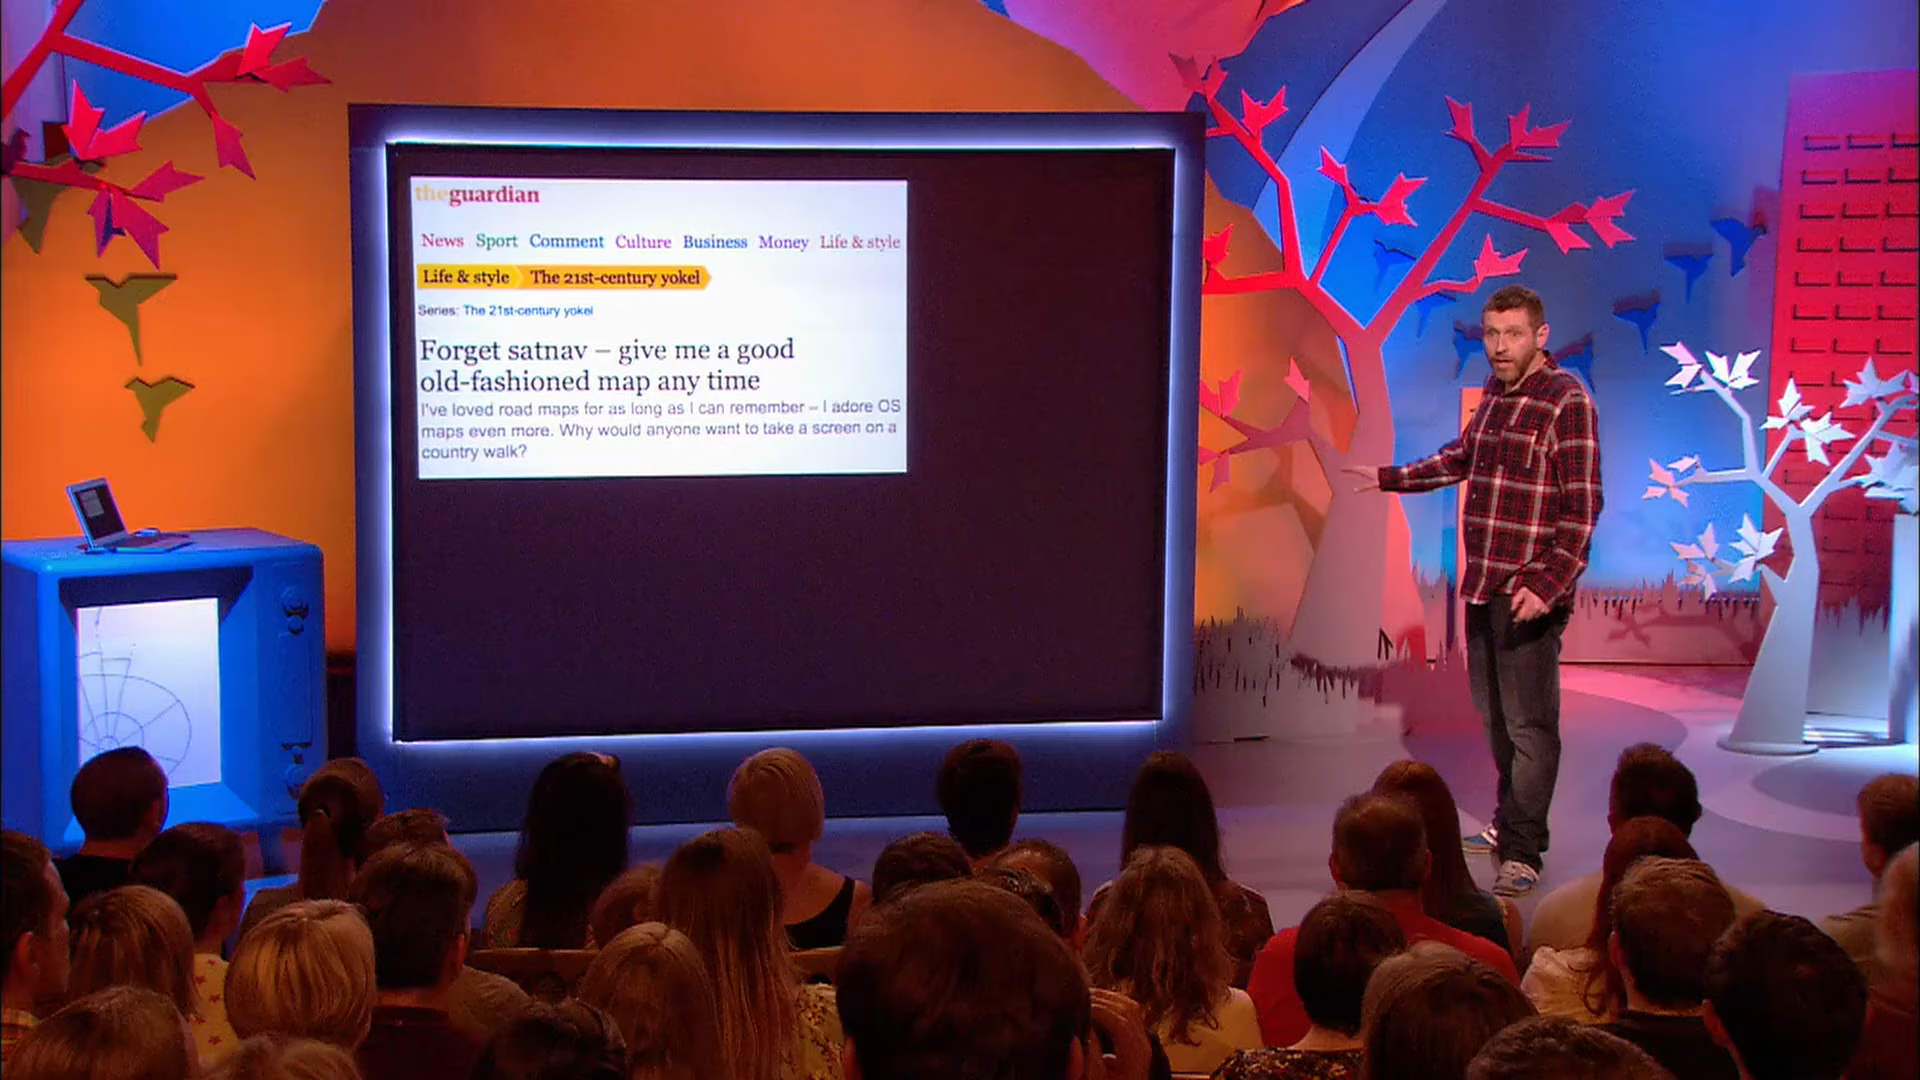 theguardian
News Sport Comment Culture Business Money Life & style
Life & style The 21st-century yokel
Series: The 21st-century yokel
Forget satnav – give me a good
old-fashioned map any time
I've loved road maps for as long as I can remember – I adore OS
maps even more. Why would anyone want to take a screen on a
country walk?